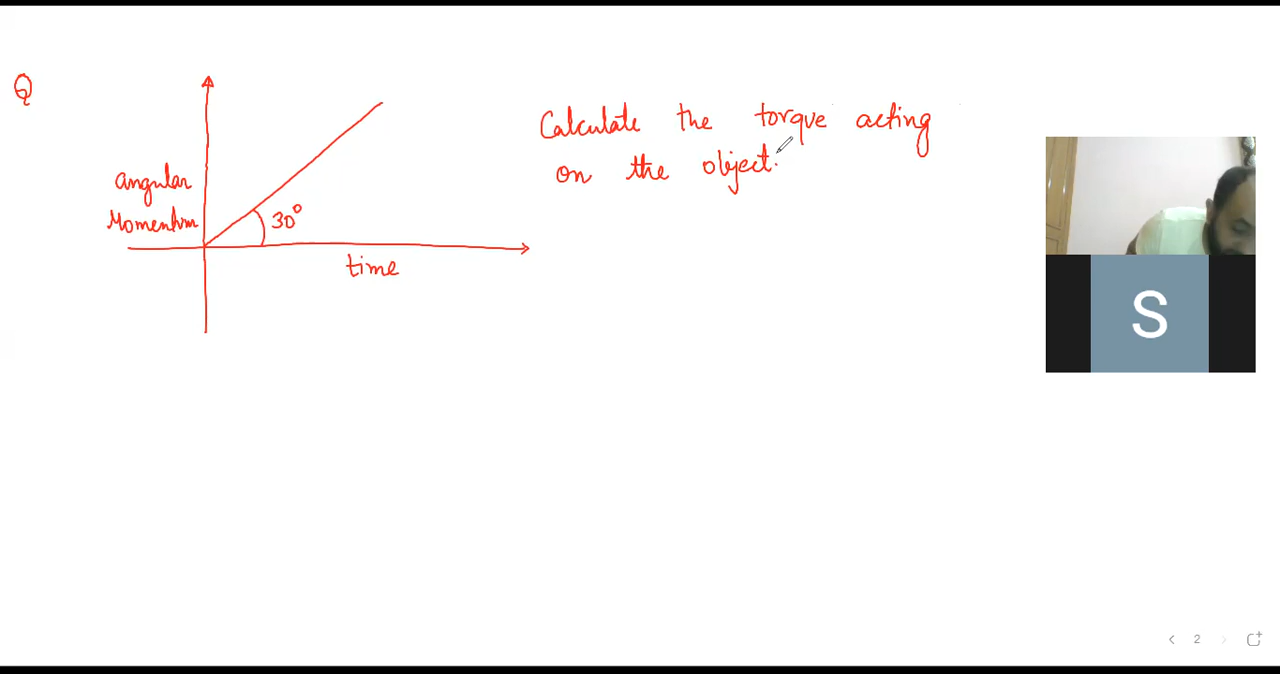 Q
Calculate the torque acting
on the object.
angular
Momentum
30°
time
S
2